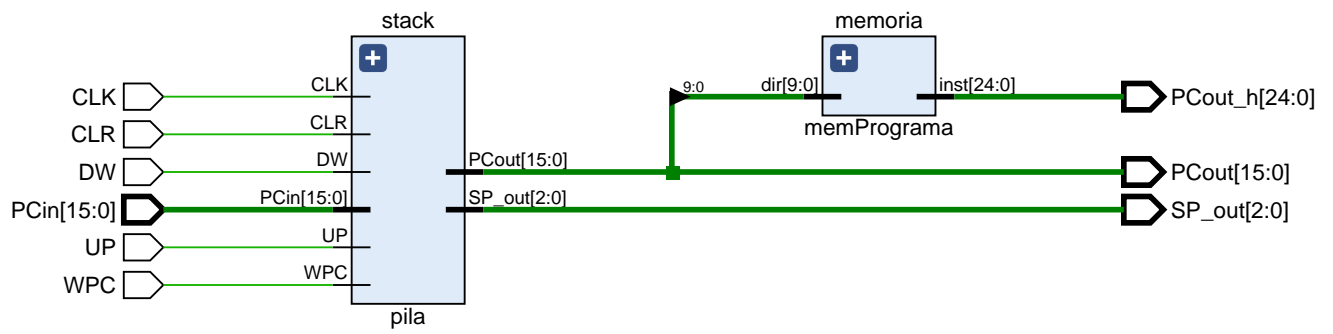 stack
memoria
CLK
CLR
DW
PCin[15:0]
UP
WPC
CLK
CLR
DW
PCin[15:0]
UP
WPC
PCout[15:0]
SP_out[2:0]
pila
9:0
dir[9:0]
inst[24:0]
memPrograma
PCout_h[24:0]
PCout[15:0]
SP_out[2:0]